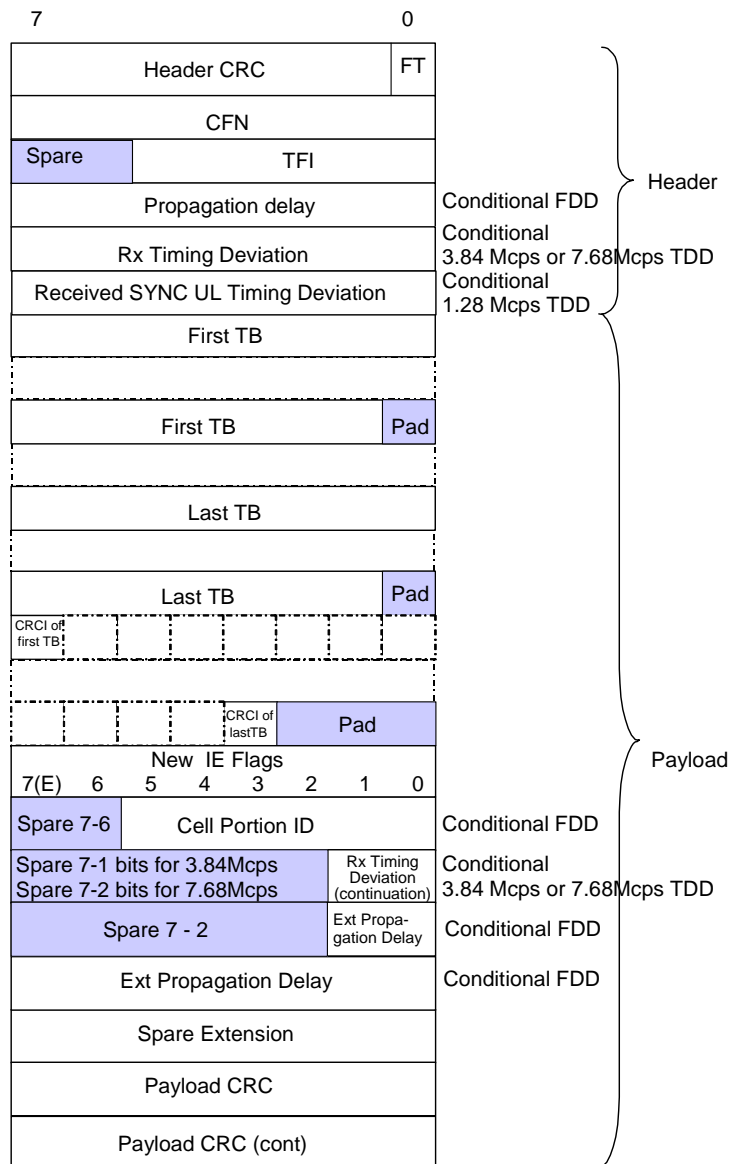 7 0
Header CRC FT
CFN
Spare TFI
Header
Propagation delay Conditional FDD
Rx Timing Deviation Conditional
3.84 Mcps or 7.68Mcps TDD
Received SYNC UL Timing Deviation Conditional
1.28 Mcps TDD
First TB
First TB Pad
Last TB
Last TB Pad
CRCI of
first TB
CRCI of
lastTB
Pad
New IE Flags
7(E) 6 5 4 3 2 1 0
Payload
Spare 7-6 Cell Portion ID Conditional FDD
Spare 7-1 bits for 3.84Mcps
Spare 7-2 bits for 7.68Mcps
Rx Timing
Deviation
(continuation)
Conditional
3.84 Mcps or 7.68Mcps TDD
Spare 7 - 2
Ext Propa-
gation Delay
Conditional FDD
Ext Propagation Delay Conditional FDD
Spare Extension
Payload CRC
Payload CRC (cont)